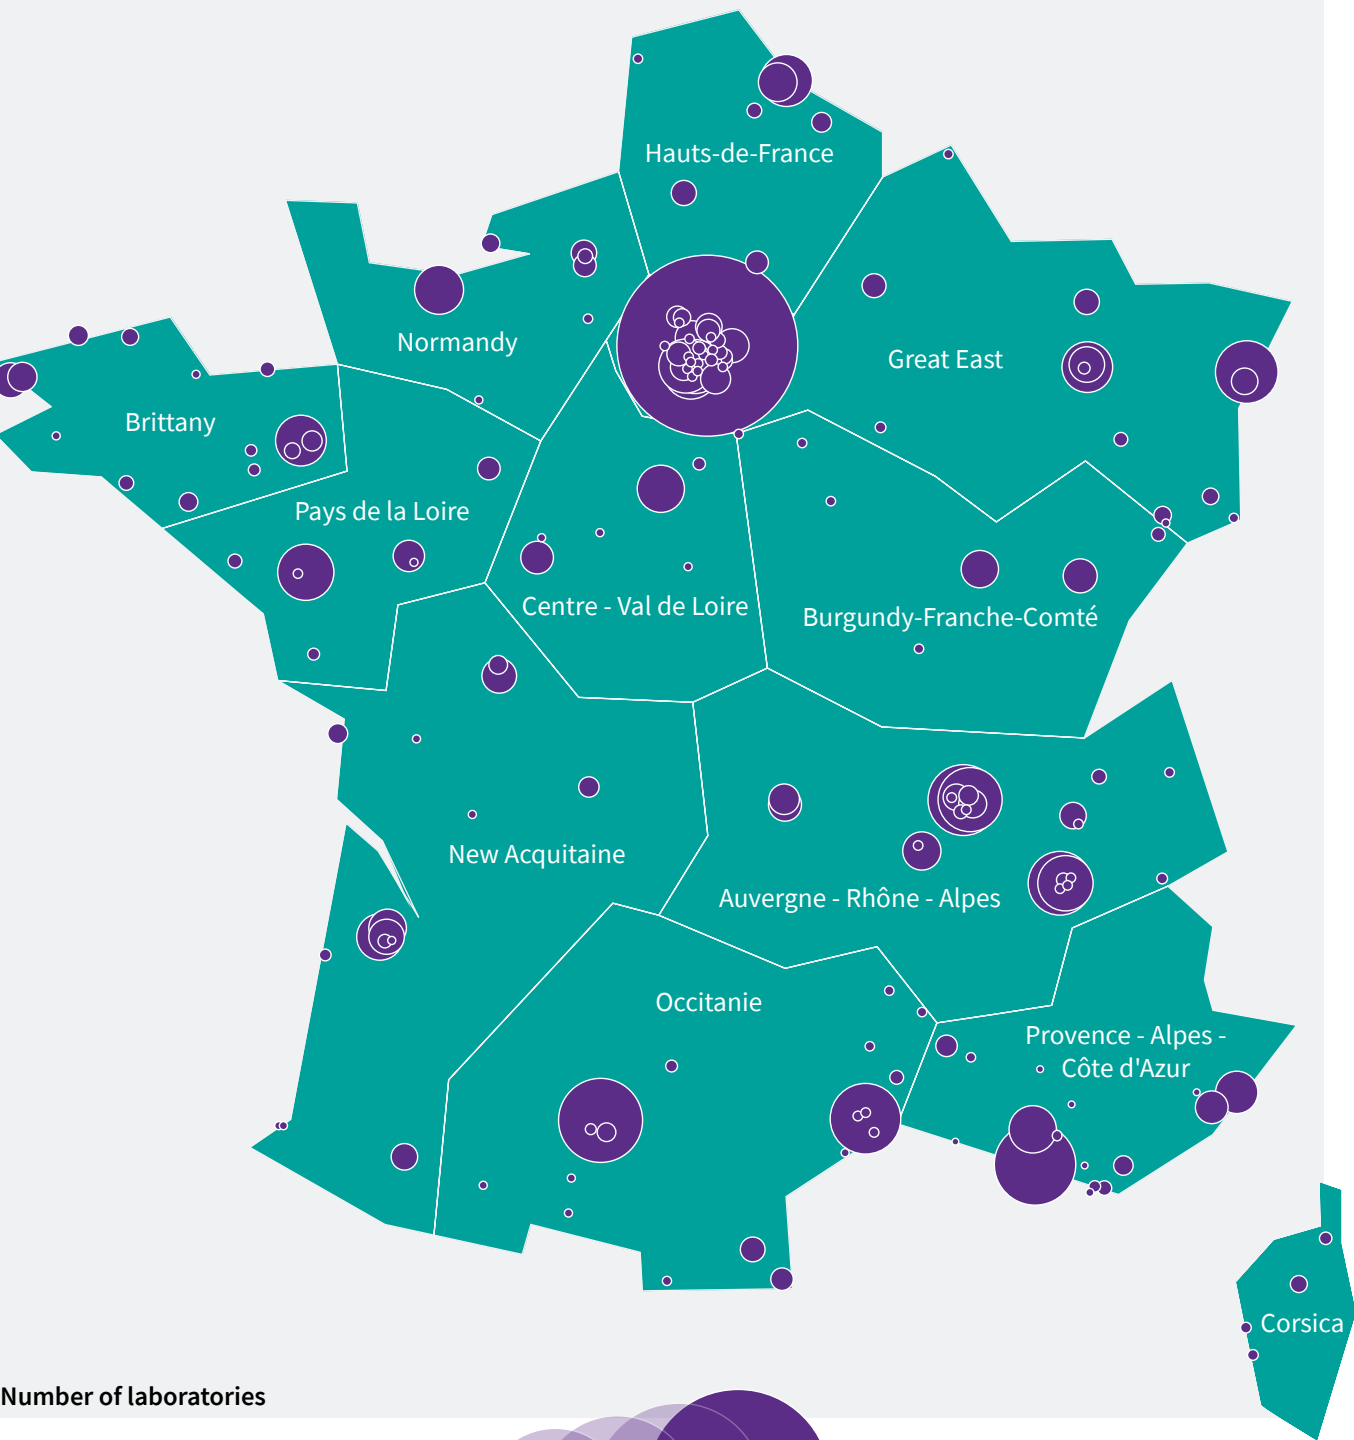 Hauts-de-France
Normandy
Great East
Brittany
Pays de la Loire
Centre - Val de Loire
Burgundy-Franche-Comté
New Acquitaine
Auvergne - Rhône - Alpes
Occitanie
Provence - Alpes -
Côte d'Azur
Corsica
Number of laboratories